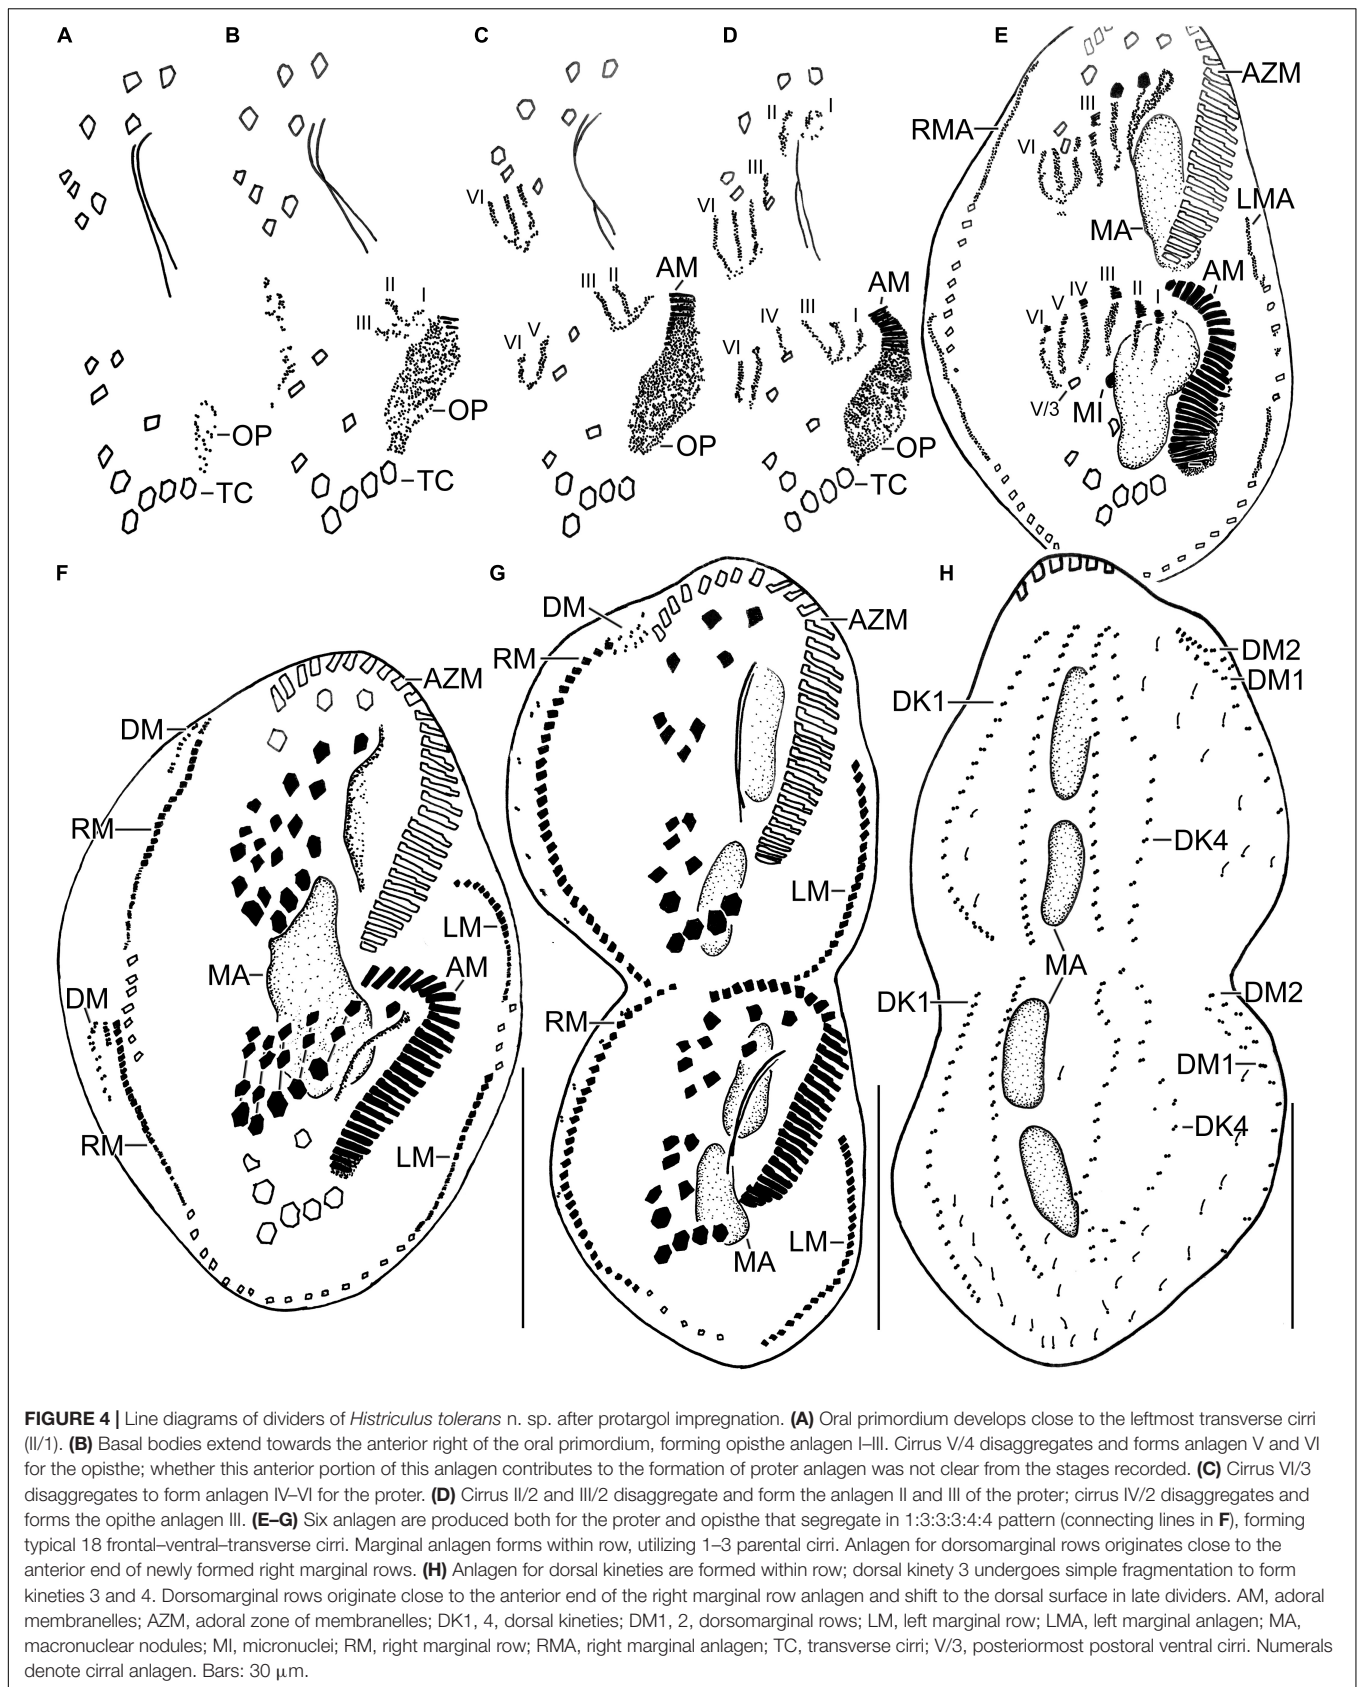 A
B
C
D
E
OP
TC
I
II
III
OP
TC
VI
III
II
AM
VI
V
OP
II
I
III
VI
AM
IV
III
I
VI
OP
TC
AZM
RMA
III
VI
LMA
MA
AM
III
II
I
IV
V
VI
V/3
MI
F
G
H
AZM
DM
RM
LM
MA
AM
DM
RM
LM
DM
RM
AZM
LM
RM
LM
MA
DM2
DM1
DK1
DK4
MA
DK1
DM2
DM1
DK4
FIGURE 4 | Line diagrams of dividers of Histriculus tolerans n. sp. after protargol impregnation. (A) Oral primordium develops close to the leftmost transverse cirri
(II/1). (B) Basal bodies extend towards the anterior right of the oral primordium, forming opisthe anlagen I–III. Cirrus V/4 disaggregates and forms anlagen V and VI
for the opisthe; whether this anterior portion of this anlagen contributes to the formation of proter anlagen was not clear from the stages recorded. (C) Cirrus VI/3
disaggregates to form anlagen IV–VI for the proter. (D) Cirrus II/2 and III/2 disaggregate and form the anlagen II and III of the proter; cirrus IV/2 disaggregates and
forms the opithe anlagen III. (E–G) Six anlagen are produced both for the proter and opisthe that segregate in 1:3:3:3:4:4 pattern (connecting lines in F), forming
typical 18 frontal–ventral–transverse cirri. Marginal anlagen forms within row, utilizing 1–3 parental cirri. Anlagen for dorsomarginal rows originates close to the
anterior end of newly formed right marginal rows. (H) Anlagen for dorsal kineties are formed within row; dorsal kinety 3 undergoes simple fragmentation to form
kineties 3 and 4. Dorsomarginal rows originate close to the anterior end of the right marginal row anlagen and shift to the dorsal surface in late dividers. AM, adoral
membranelles; AZM, adoral zone of membranelles; DK1, 4, dorsal kineties; DM1, 2, dorsomarginal rows; LM, left marginal row; LMA, left marginal anlagen; MA,
macronuclear nodules; MI, micronuclei; RM, right marginal row; RMA, right marginal anlagen; TC, transverse cirri; V/3, posteriormost postoral ventral cirri. Numerals
denote cirral anlagen. Bars: 30 μm.